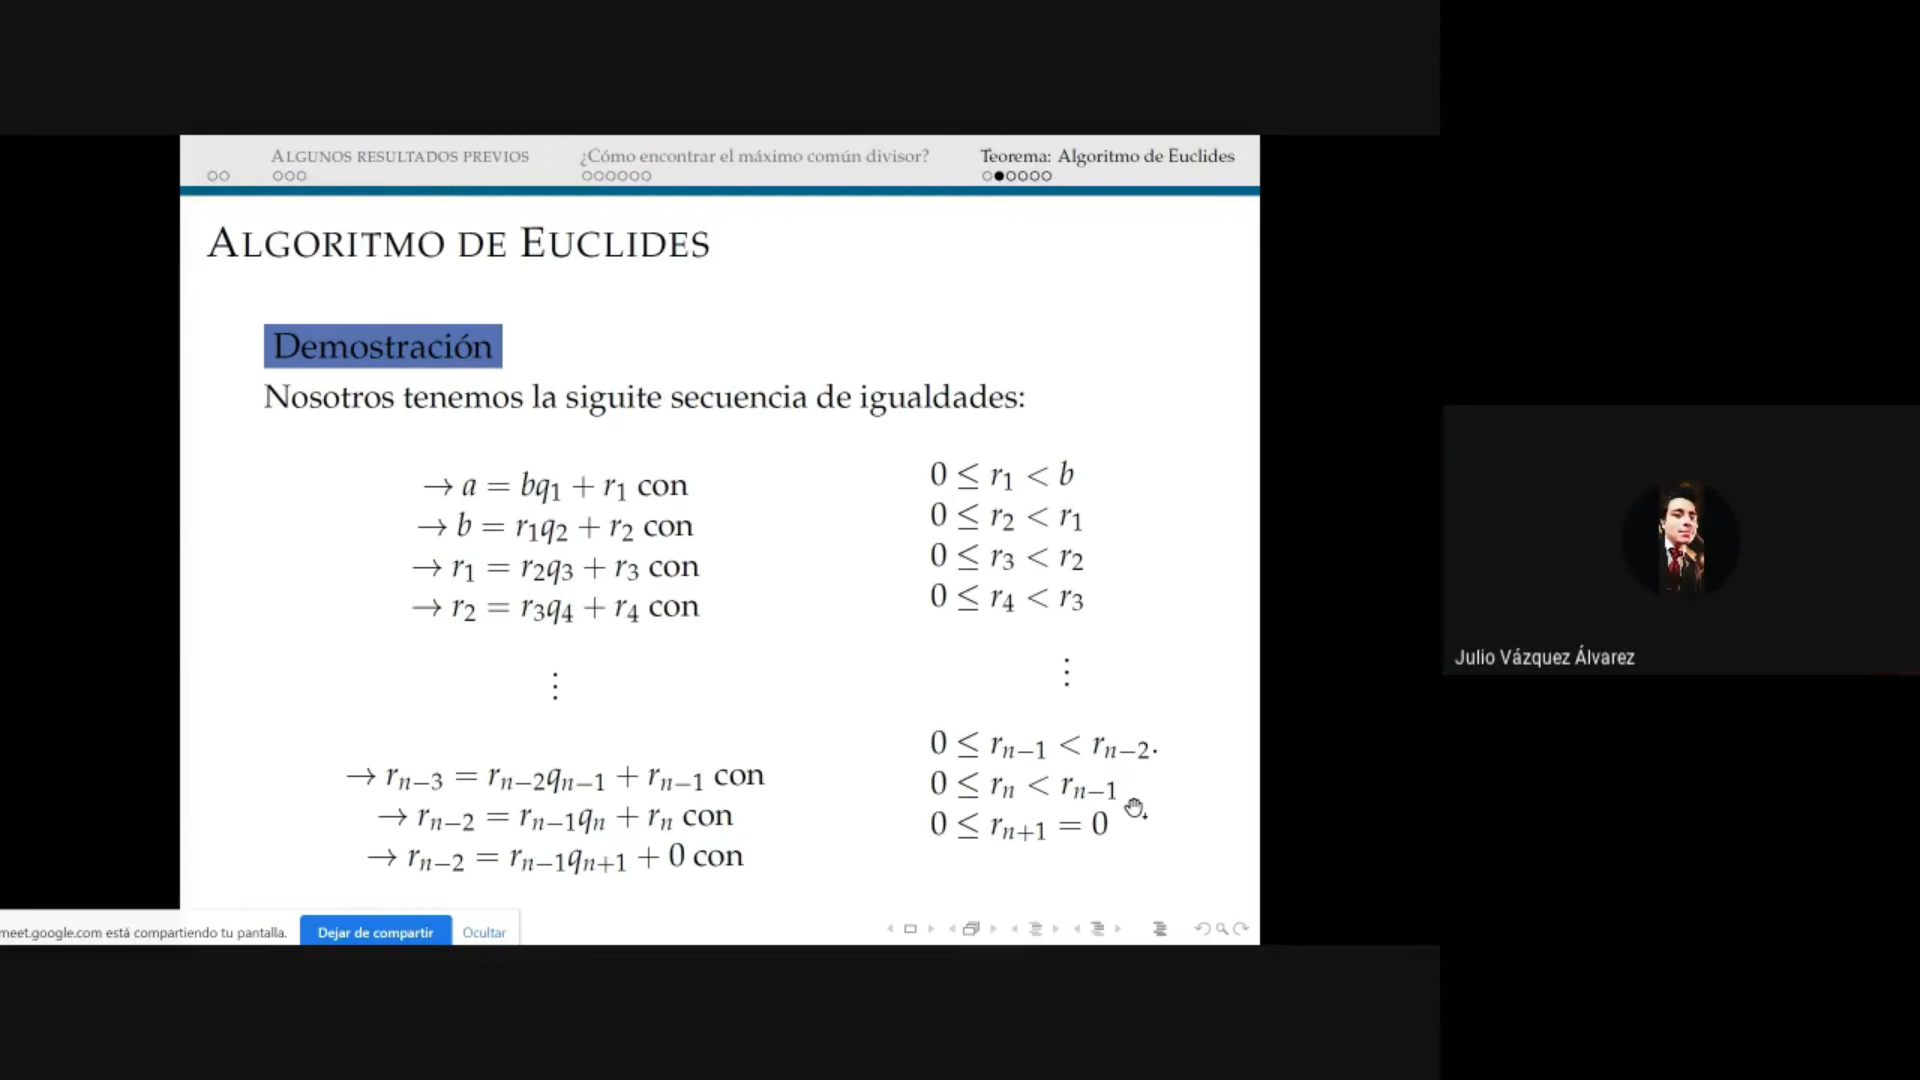 ALGUNOS RESULTADOS PREVIOS
¿Cómo encontrar el máximo común divisor?
Teorema: Algoritmo de Euclides
ALGORITMO DE EUCLIDES
Demostración
Nosotros tenemos la siguite secuencia de igualdades:
→ a = bq₁ + r₁ con 0 ≤ r₁ < b
→ b = r₁q₂ + r₂ con 0 ≤ r₂ < r₁
→ r₁ = r₂q₃ + r₃ con 0 ≤ r₃ < r₂
→ r₂ = r₃q₄ + r₄ con 0 ≤ r₄ < r₃
⋮ ⋮
→ rₙ₋₃ = rₙ₋₂qₙ₋₁ + rₙ₋₁ con 0 ≤ rₙ₋₁ < rₙ₋₂.
→ rₙ₋₂ = rₙ₋₁qₙ + rₙ con 0 ≤ rₙ < rₙ₋₁
→ rₙ₋₂ = rₙ₋₁qₙ₊₁ + 0 con 0 ≤ rₙ₊₁ = 0
Julio Vázquez Álvarez
meet.google.com está compartiendo tu pantalla. Dejar de compartir Ocultar